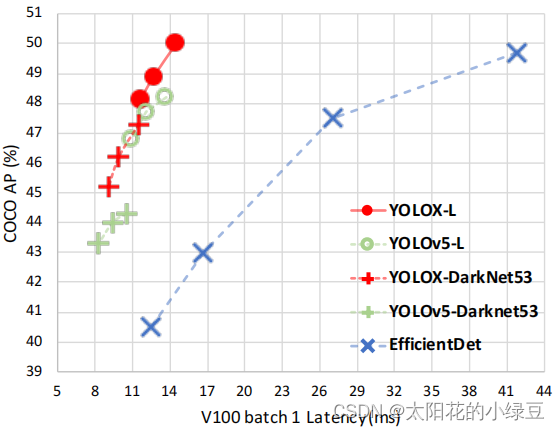 51
50
49
48
47
46
45
44
43
42
41
40
39
COCO AP (%)
YOLOX-L
YOLOv5-L
YOLOX-DarkNet53
YOLOv5-Darknet53
EfficientDet
5 8 11 14 17 20 23 26 29 32 35 38 41 44
V100 batch 1 Latency(ms)
CSDN @太阳花的小绿豆